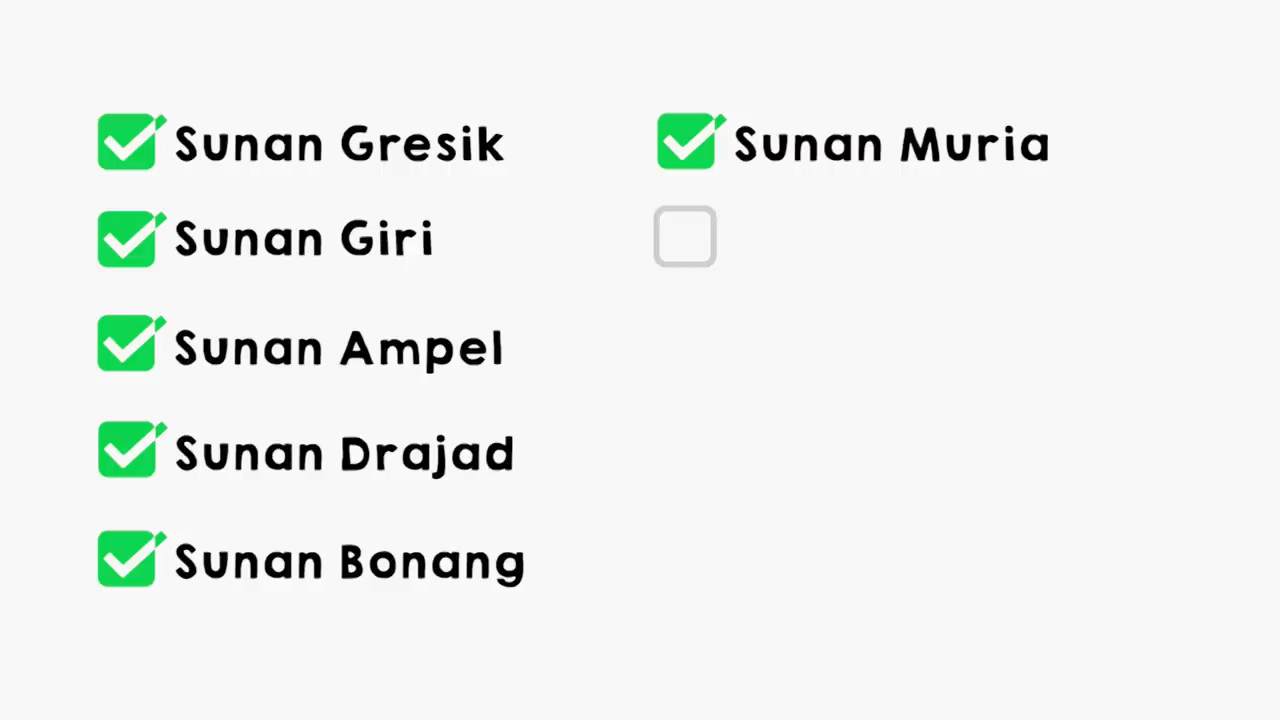 Sunan Gresik
Sunan Giri
Sunan Ampel
Sunan Drajad
Sunan Bonang
Sunan Muria